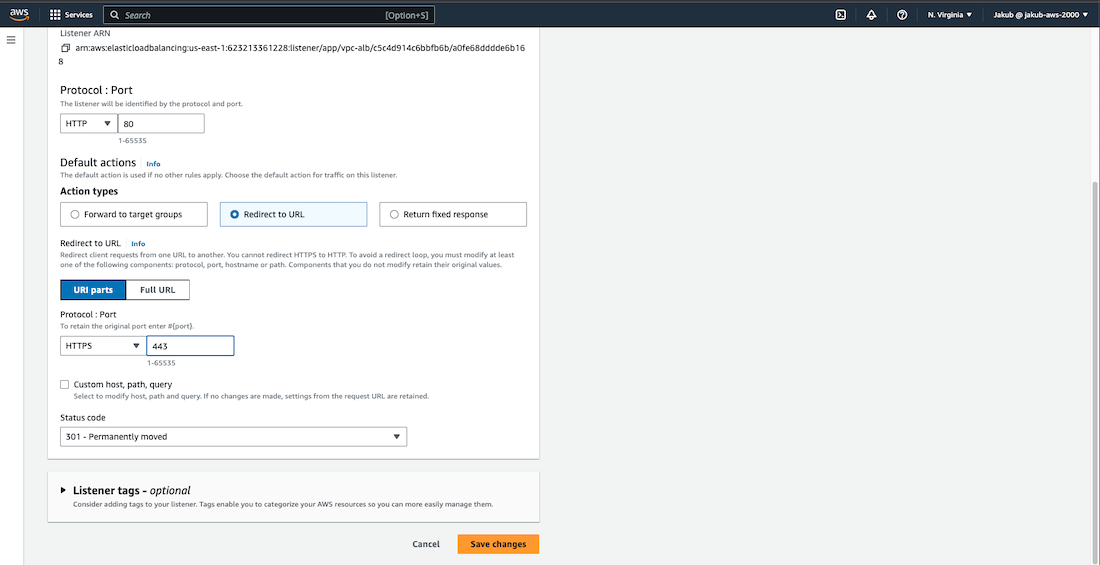 aws
Services
Search
[Option+S]
N. Virginia
Jakub @ jakub-aws-2000
Listener ARN
arn:aws:elasticloadbalancing:us-east-1:623213361228:listener/app/vpc-alb/c5c4d914c6bbfb6b/a0fe68dddde6b16
8
Protocol : Port
The listener will be identified by the protocol and port.
HTTP
80
1-65535
Default actions
Info
The default action is used if no other rules apply. Choose the default action for traffic on this listener.
Action types
Forward to target groups
Redirect to URL
Return fixed response
Redirect to URL
Info
Redirect client requests from one URL to another. You cannot redirect HTTPS to HTTP. To avoid a redirect loop, you must modify at least
one of the following components: protocol, port, hostname or path. Components that you do not modify retain their original values.
URI parts
Full URL
Protocol : Port
To retain the original port enter #{port}.
HTTPS
443
1-65535
Custom host, path, query
Select to modify host, path and query. If no changes are made, settings from the request URL are retained.
Status code
301 - Permanently moved
Listener tags - optional
Consider adding tags to your listener. Tags enable you to categorize your AWS resources so you can more easily manage them.
Cancel
Save changes